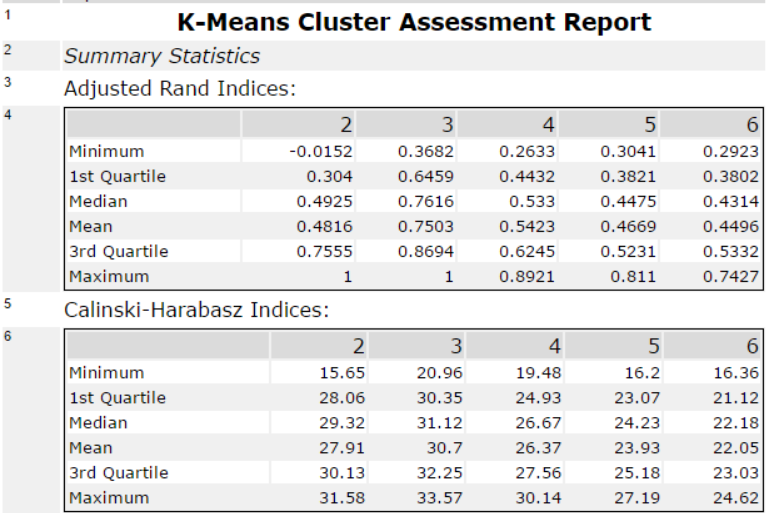 1 K-Means Cluster Assessment Report
2 Summary Statistics
3 Adjusted Rand Indices:
4 2 3 4 5 6
Minimum -0.0152 0.3682 0.2633 0.3041 0.2923
1st Quartile 0.304 0.6459 0.4432 0.3821 0.3802
Median 0.4925 0.7616 0.533 0.4475 0.4314
Mean 0.4816 0.7503 0.5423 0.4669 0.4496
3rd Quartile 0.7555 0.8694 0.6245 0.5231 0.5332
Maximum 1 1 0.8921 0.811 0.7427
5 Calinski-Harabasz Indices:
6 2 3 4 5 6
Minimum 15.65 20.96 19.48 16.2 16.36
1st Quartile 28.06 30.35 24.93 23.07 21.12
Median 29.32 31.12 26.67 24.23 22.18
Mean 27.91 30.7 26.37 23.93 22.05
3rd Quartile 30.13 32.25 27.56 25.18 23.03
Maximum 31.58 33.57 30.14 27.19 24.62